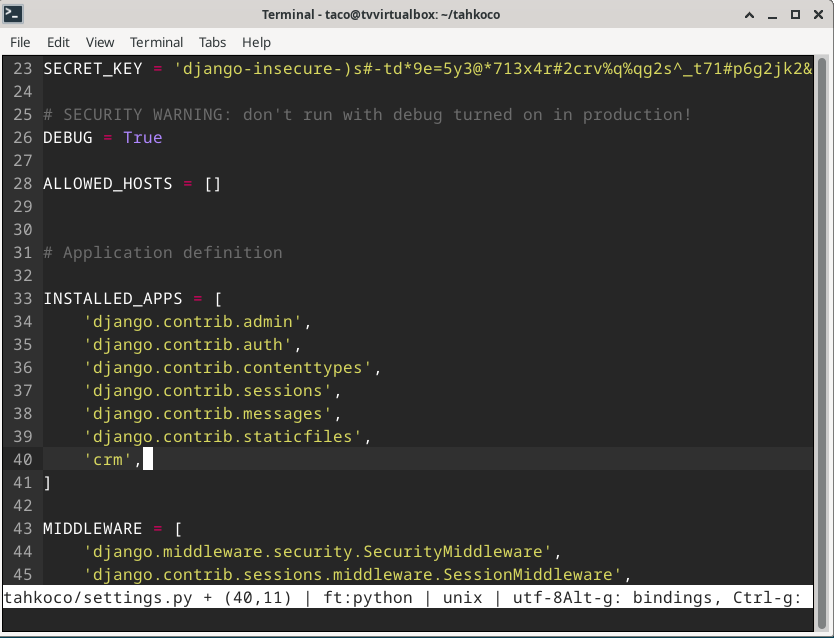 Terminal - taco@tvvirtualbox: ~/tahkoco
File Edit View Terminal Tabs Help
23 SECRET_KEY = 'django-insecure-)s#-td*9e=5y3@*713x4r#2crv%q%qg2s^_t71#p6g2jk2&
24
25 # SECURITY WARNING: don't run with debug turned on in production!
26 DEBUG = True
27
28 ALLOWED_HOSTS = []
29
30
31 # Application definition
32
33 INSTALLED_APPS = [
34     'django.contrib.admin',
35     'django.contrib.auth',
36     'django.contrib.contenttypes',
37     'django.contrib.sessions',
38     'django.contrib.messages',
39     'django.contrib.staticfiles',
40     'crm',
41 ]
42
43 MIDDLEWARE = [
44     'django.middleware.security.SecurityMiddleware',
45     'django.contrib.sessions.middleware.SessionMiddleware',
tahkoco/settings.py + (40,11) | ft:python | unix | utf-8Alt-g: bindings, Ctrl-g: